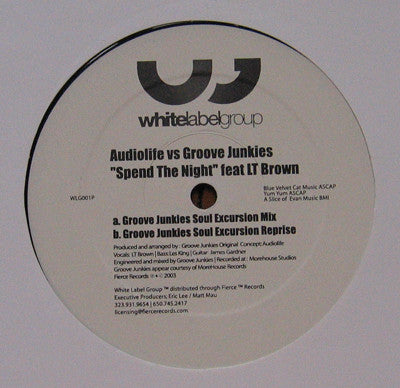 whitelabelgroup
Audiolife vs Groove Junkies
"Spend The Night" feat LT Brown
WLG001P
Blue Velvet Cat Music ASCAP
Yum Yum ASCAP
A Slice of Evan Music BMI
a. Groove Junkies Soul Excursion Mix
b. Groove Junkies Soul Excursion Reprise
Produced and arranged by : Groove Junkies Original Concept: Audiolife
Vocals: LT Brown | Bass Les King | Guitar James Gardner
Engineered and mixed by Groove Junkies | Recorded at : Morehouse Studios
Groove Junkies appear courtesy of MoreHouse Records
Fierce Records ℗ • © 2003
White Label Group ™ distributed through Fierce ™ Records
Executive Producers, Eric Lee / Matt Mau
323.931.9654 | 650.745.2417
licensing@fiercerecords.com